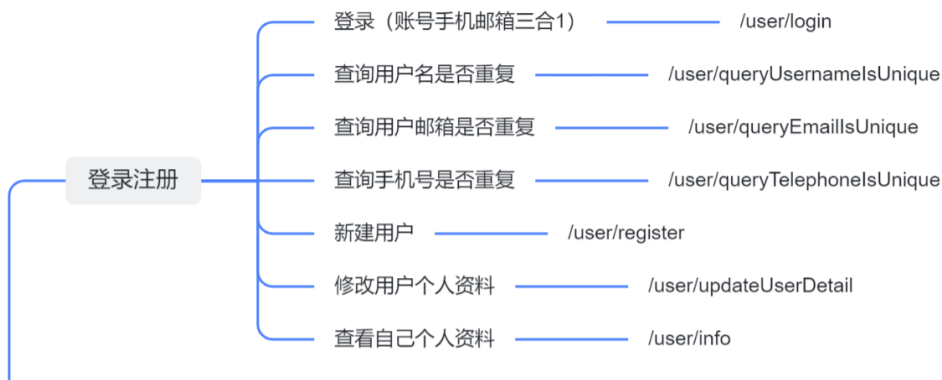 登录（账号手机邮箱三合1） /user/login
查询用户名是否重复 /user/queryUsernameIsUnique
查询用户邮箱是否重复 /user/queryEmailIsUnique
登录注册
查询手机号是否重复 /user/queryTelephoneIsUnique
新建用户 /user/register
修改用户个人资料 /user/updateUserDetail
查看自己个人资料 /user/info